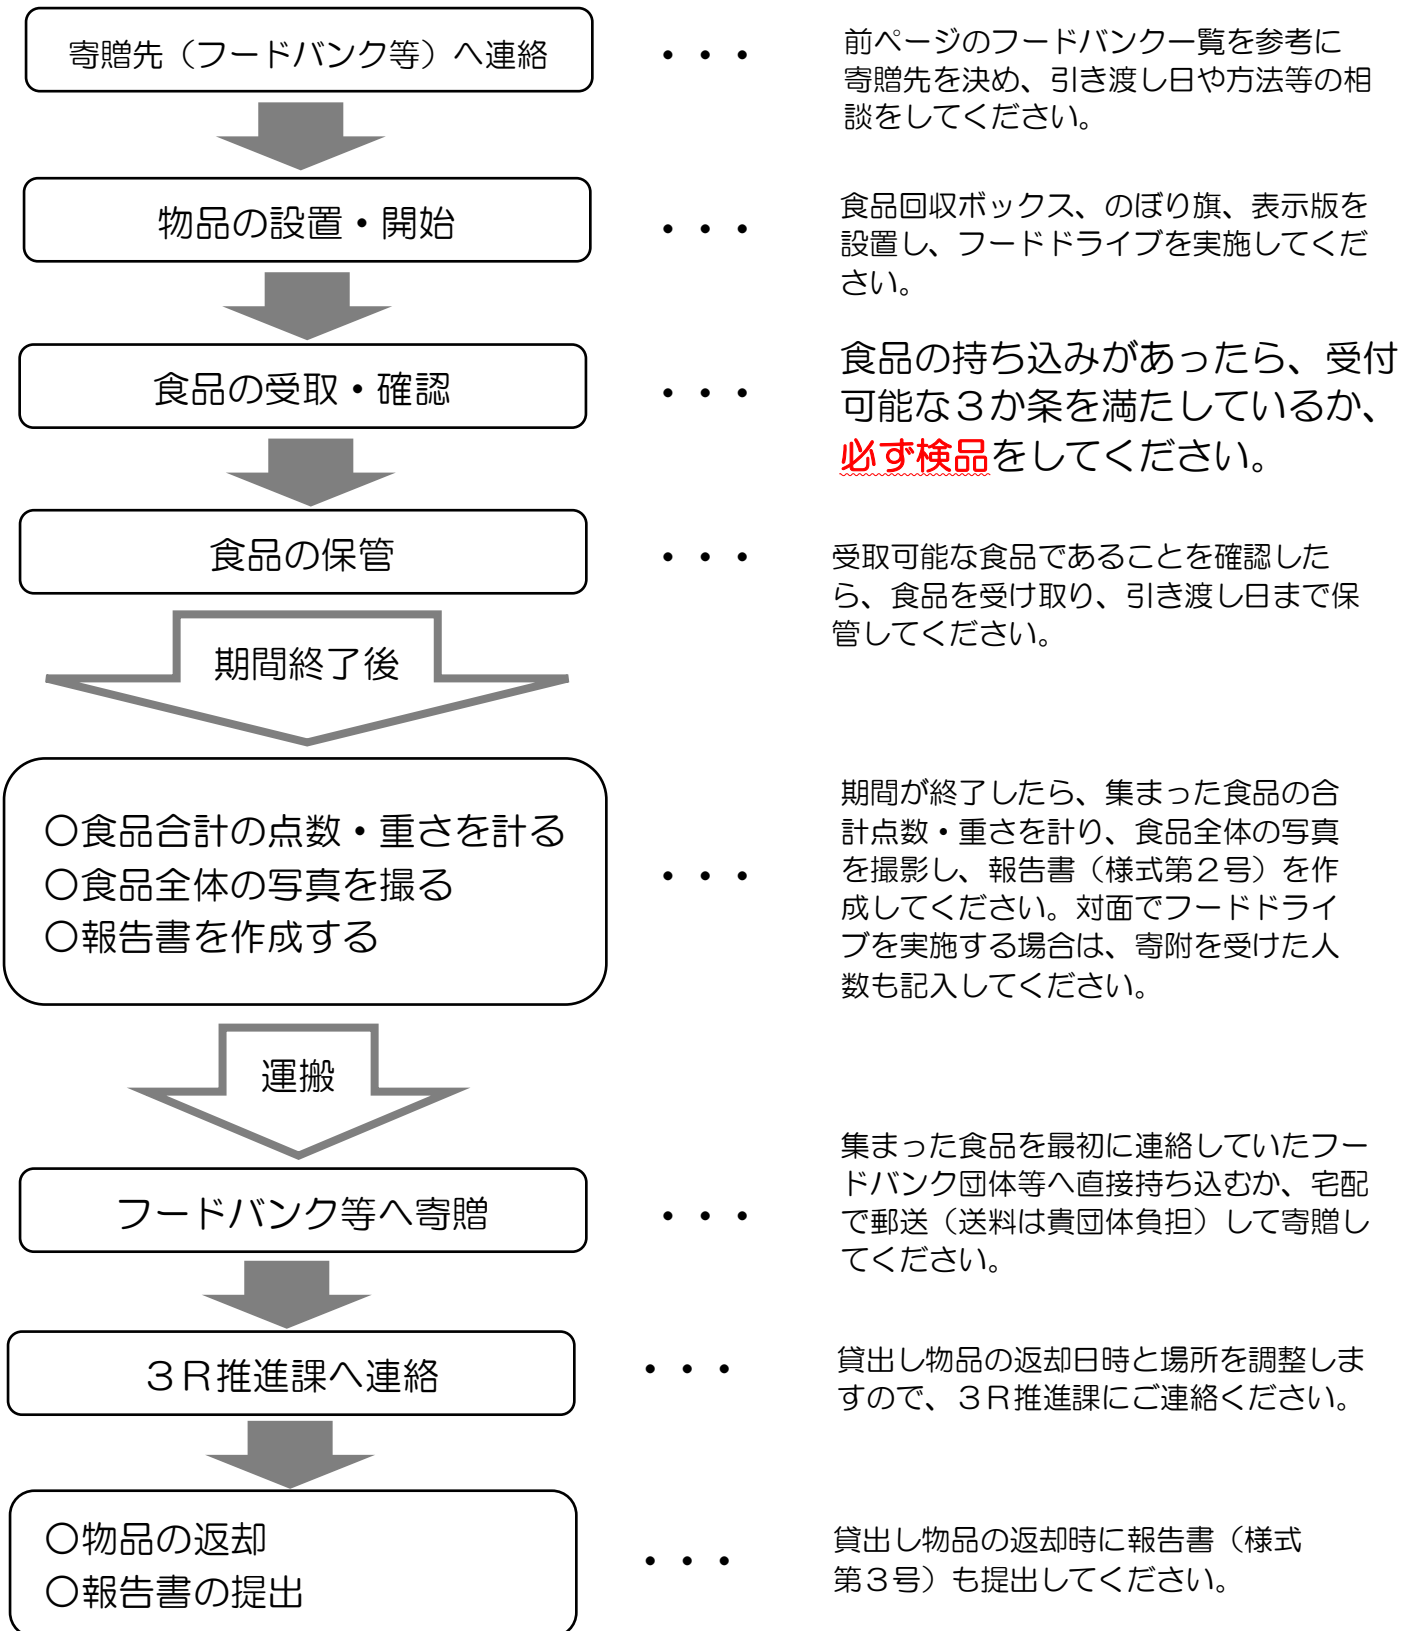 寄贈先（フードバンク等）へ連絡
・・・
前ページのフードバンク一覧を参考に
寄贈先を決め、引き渡し日や方法等の相
談をしてください。
物品の設置・開始
・・・
食品回収ボックス、のぼり旗、表示版を
設置し、フードドライブを実施してくだ
さい。
食品の受取・確認
・・・
食品の持ち込みがあったら、受付
可能な３か条を満たしているか、
必ず検品をしてください。
食品の保管
・・・
受取可能な食品であることを確認した
ら、食品を受け取り、引き渡し日まで保
管してください。
期間終了後
〇食品合計の点数・重さを計る
〇食品全体の写真を撮る
〇報告書を作成する
・・・
期間が終了したら、集まった食品の合
計点数・重さを計り、食品全体の写真
を撮影し、報告書（様式第２号）を作
成してください。対面でフードドライ
ブを実施する場合は、寄附を受けた人
数も記入してください。
運搬
フードバンク等へ寄贈
・・・
集まった食品を最初に連絡していたフー
ドバンク団体等へ直接持ち込むか、宅配
で郵送（送料は貴団体負担）して寄贈し
てください。
３Ｒ推進課へ連絡
・・・
貸出し物品の返却日時と場所を調整しま
すので、３Ｒ推進課にご連絡ください。
〇物品の返却
〇報告書の提出
・・・
貸出し物品の返却時に報告書（様式
第３号）も提出してください。